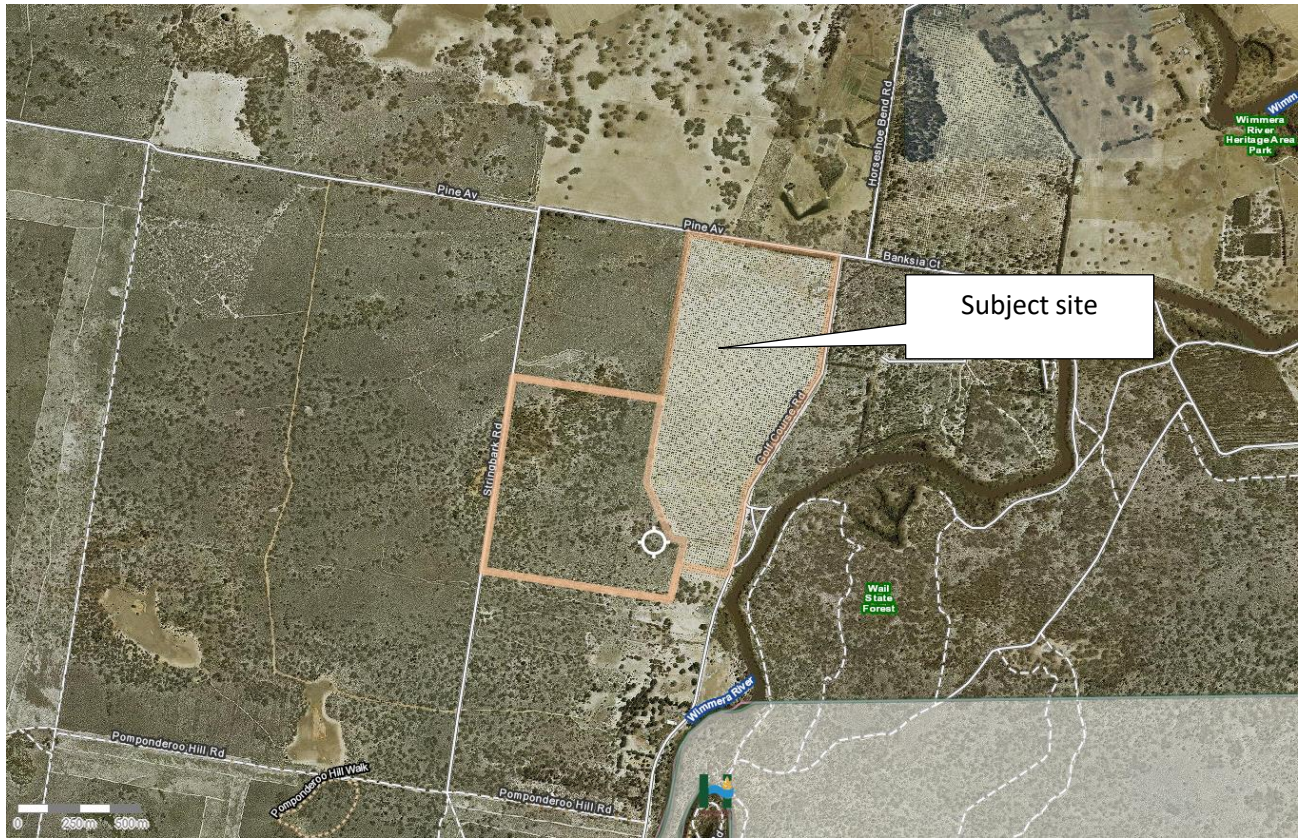 Horseshoe Bend Rd
Wimm
Wimmera
River
Heritage Area
Park
Pine Av
Pine Av
Banksia Ct
Subject site
Golf Course Rd
Stringybark Rd
Wail
State
Forest
Wimmera River
Pomponderoo Hill Rd
Pomponderoo Hill Walk
Pomponderoo Hill Rd
0 250 m 500 m